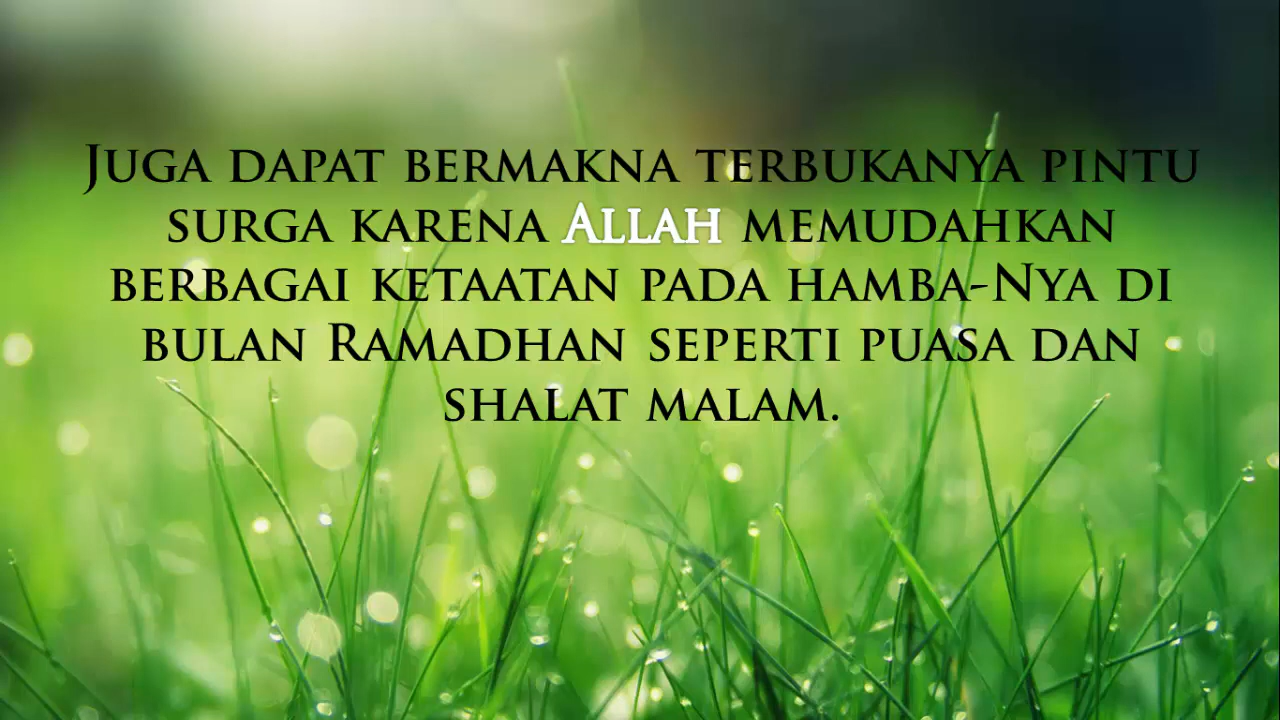 Juga dapat bermakna terbukanya pintu
surga karena Allah memudahkan
berbagai ketaatan pada hamba-Nya di
bulan Ramadhan seperti puasa dan
shalat malam.